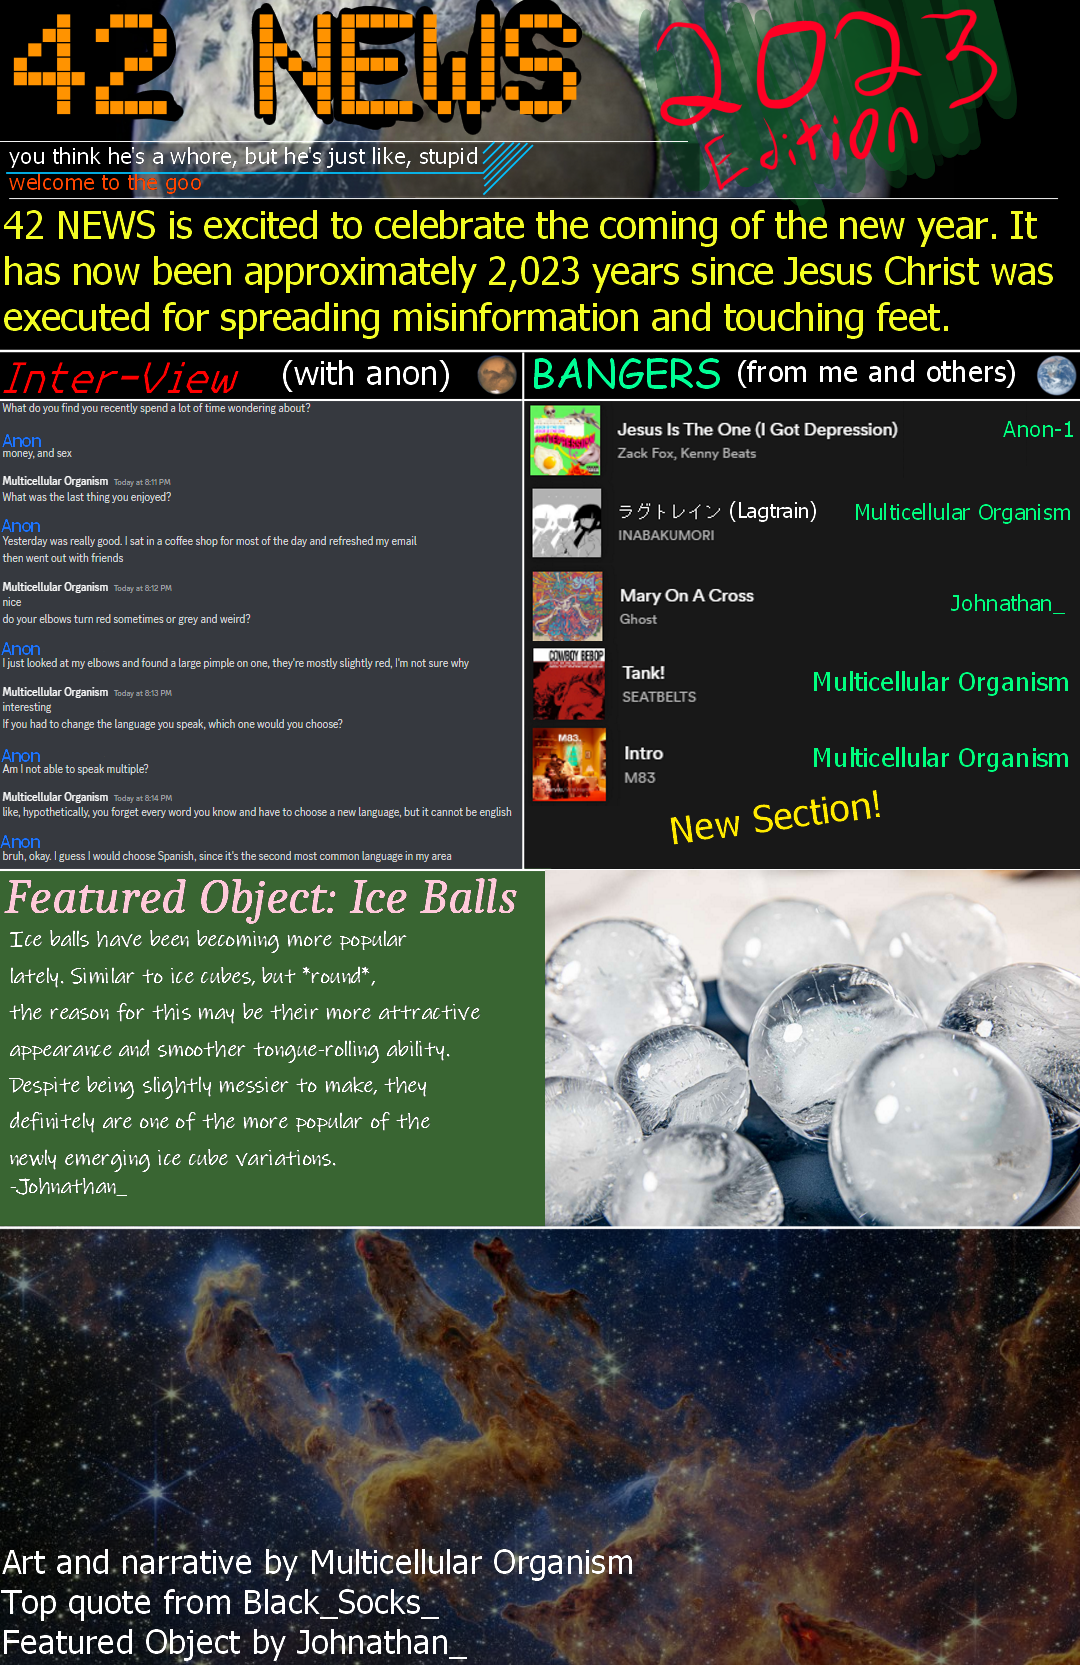 42 NEWS
2023
Edition
you think he's a whore, but he's just like, stupid
welcome to the goo
42 NEWS is excited to celebrate the coming of the new year. It
has now been approximately 2,023 years since Jesus Christ was
executed for spreading misinformation and touching feet.
Inter-View (with anon)
What do you find you recently spend a lot of time wondering about?
Anon
money, and sex
Multicellular Organism Today at 8:11 PM
What was the last thing you enjoyed?
Anon
Yesterday was really good. I sat in a coffee shop for most of the day and refreshed my email
then went out with friends
Multicellular Organism Today at 8:12 PM
nice
do your elbows turn red sometimes or grey and weird?
Anon
I just looked at my elbows and found a large pimple on one, they're mostly slightly red, I'm not sure why
Multicellular Organism Today at 8:13 PM
interesting
If you had to change the language you speak, which one would you choose?
Anon
Am I not able to speak multiple?
Multicellular Organism Today at 8:14 PM
like, hypothetically, you forget every word you know and have to choose a new language, but it cannot be english
Anon
bruh, okay. I guess I would choose Spanish, since it's the second most common language in my area
BANGERS (from me and others)
Jesus Is The One (I Got Depression)
Zack Fox, Kenny Beats
Anon-1
ラグトレイン (Lagtrain)
INABAKUMORI
Multicellular Organism
Mary On A Cross
Ghost
Johnathan_
COWBOY BEBOP
Tank!
SEATBELTS
Multicellular Organism
M83.
Intro
M83
Multicellular Organism
New Section!
Featured Object: Ice Balls
Ice balls have been becoming more popular
lately. Similar to ice cubes, but *round*,
the reason for this may be their more attractive
appearance and smoother tongue-rolling ability.
Despite being slightly messier to make, they
definitely are one of the more popular of the
newly emerging ice cube variations.
-Johnathan_
Art and narrative by Multicellular Organism
Top quote from Black_Socks_
Featured Object by Johnathan_